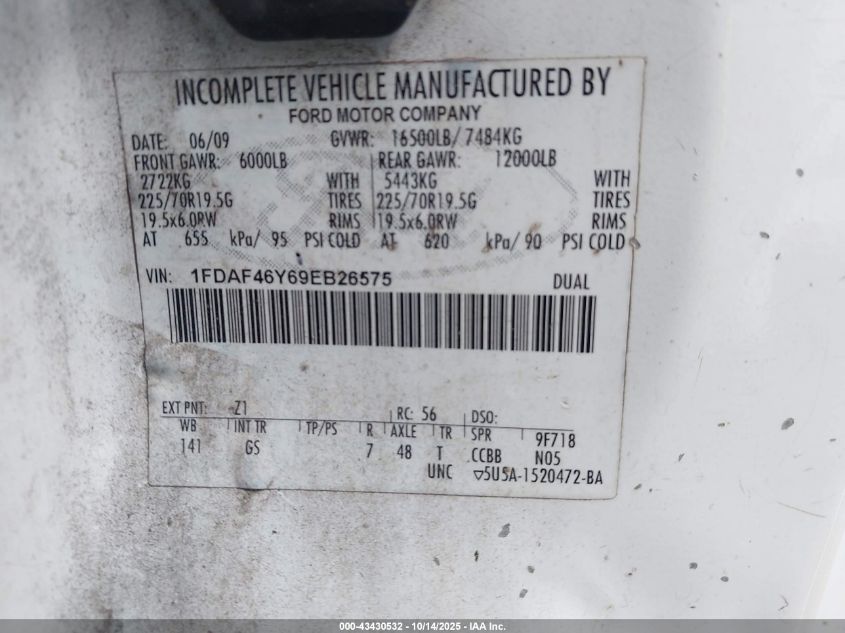 INCOMPLETE VEHICLE MANUFACTURED BY
FORD MOTOR COMPANY
DATE: 06/09 GVWR: 16500LB/ 7484KG
FRONT GAWR: 6000LB REAR GAWR: 12000LB
2722KG WITH 5443KG WITH
225/70R19.5G TIRES 225/70R19.5G TIRES
19.5x6.0RW RIMS 19.5x6.0RW RIMS
AT 655 kPa/ 95 PSI COLD AT 620 kPa/ 90 PSI COLD
VIN: 1FDAF46Y69EB26575 DUAL
EXT PNT: Z1 RC: 56 DSO:
WB INT TR TP/PS R AXLE TR SPR 9F718
141 GS 7 48 T CCBB N05
UNC ▽5U5A-1520472-BA
000-43430532 - 10/14/2025 - IAA Inc.